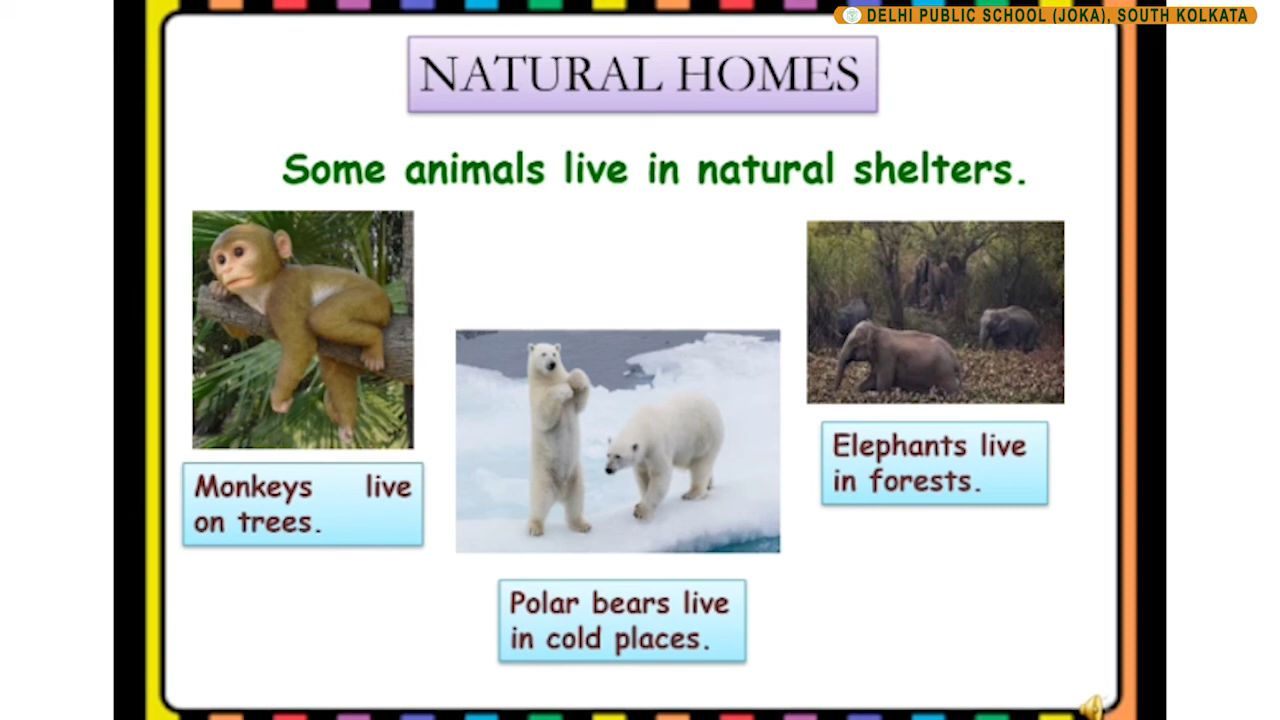 DELHI PUBLIC SCHOOL (JOKA), SOUTH KOLKATA
NATURAL HOMES
Some animals live in natural shelters.
Monkeys live
on trees.
Polar bears live
in cold places.
Elephants live
in forests.